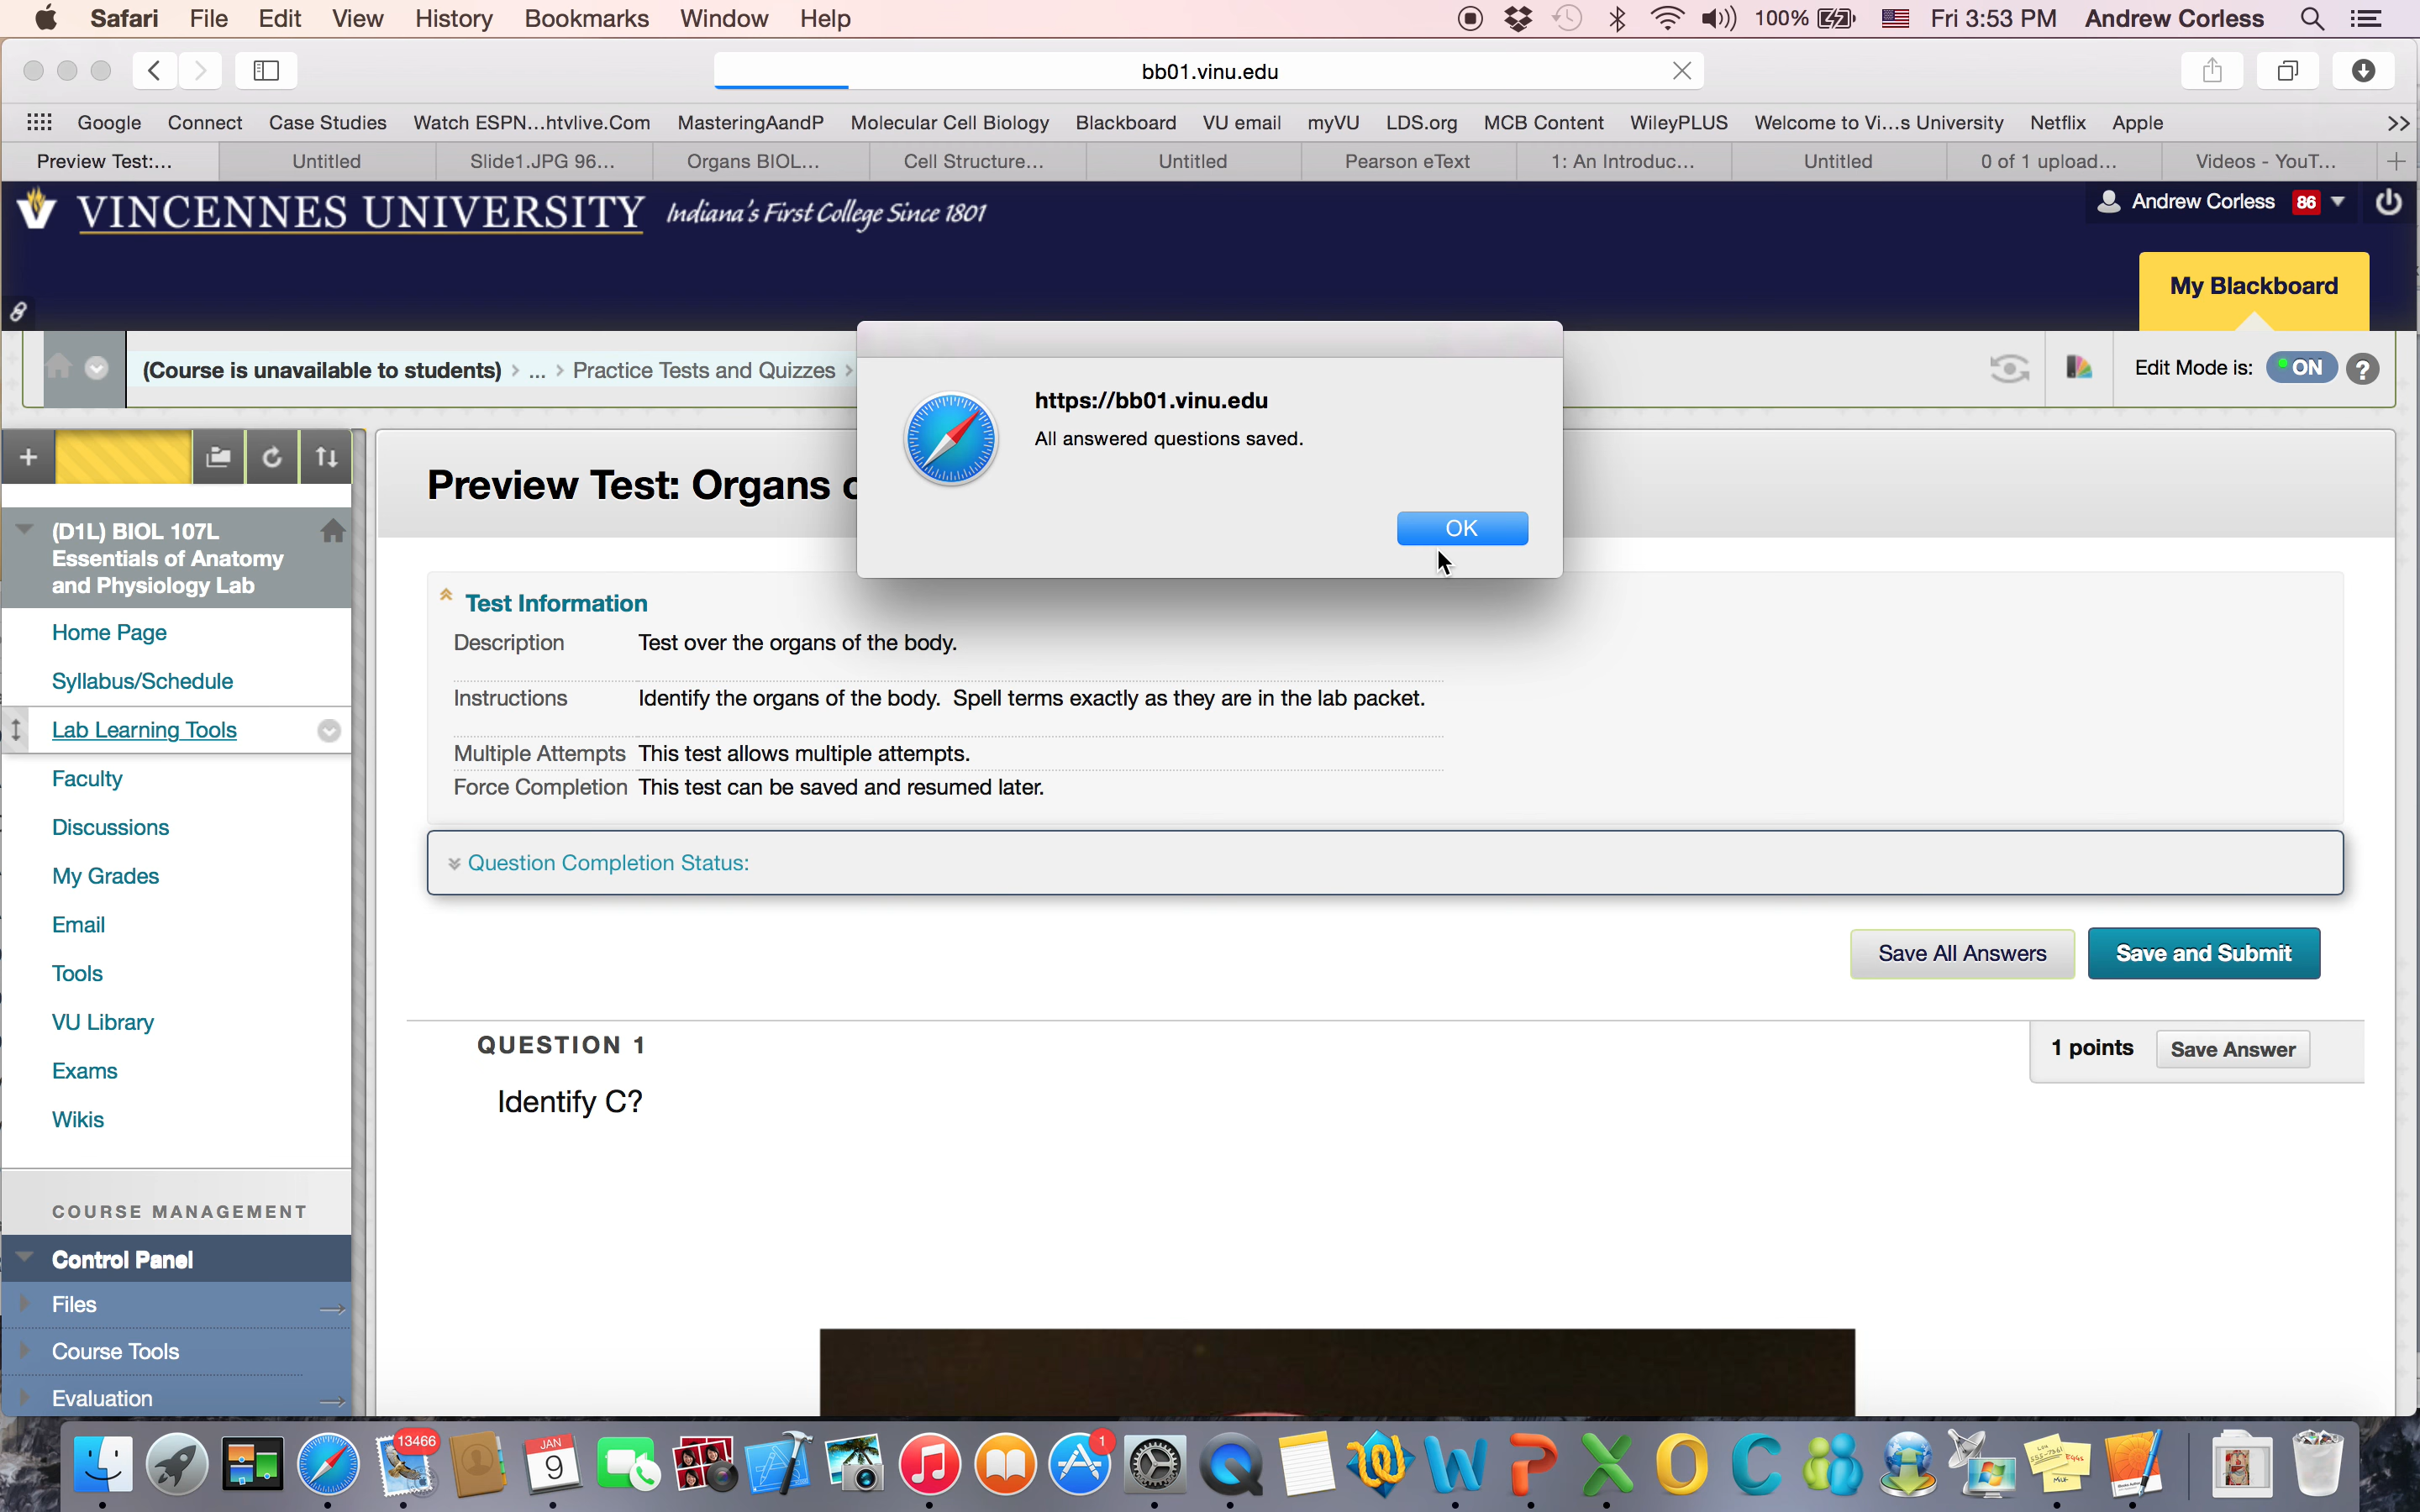 Safari File Edit View History Bookmarks Window Help 100% Fri 3:53 PM Andrew Corless
bb01.vinu.edu
Google Connect Case Studies Watch ESPN...htvlive.Com MasteringAandP Molecular Cell Biology Blackboard VU email myVU LDS.org MCB Content WileyPLUS Welcome to Vi...s University Netflix Apple >>
Preview Test:... Untitled Slide1.JPG 96... Organs BIOL... Cell Structure... Untitled Pearson eText 1: An Introduc... Untitled 0 of 1 upload... Videos - YouT... +
VINCENNES UNIVERSITY Indiana's First College Since 1801
Andrew Corless 86
My Blackboard
(Course is unavailable to students) > ... > Practice Tests and Quizzes >
Edit Mode is: ON ?
https://bb01.vinu.edu
All answered questions saved.
OK
Preview Test: Organs
(D1L) BIOL 107L
Essentials of Anatomy
and Physiology Lab
Home Page
Syllabus/Schedule
Lab Learning Tools
Faculty
Discussions
My Grades
Email
Tools
VU Library
Exams
Wikis
COURSE MANAGEMENT
Control Panel
Files
Course Tools
Evaluation
Test Information
Description Test over the organs of the body.
Instructions Identify the organs of the body. Spell terms exactly as they are in the lab packet.
Multiple Attempts This test allows multiple attempts.
Force Completion This test can be saved and resumed later.
Question Completion Status:
Save All Answers Save and Submit
QUESTION 1
1 points Save Answer
Identify C?
13466
JAN
9
1